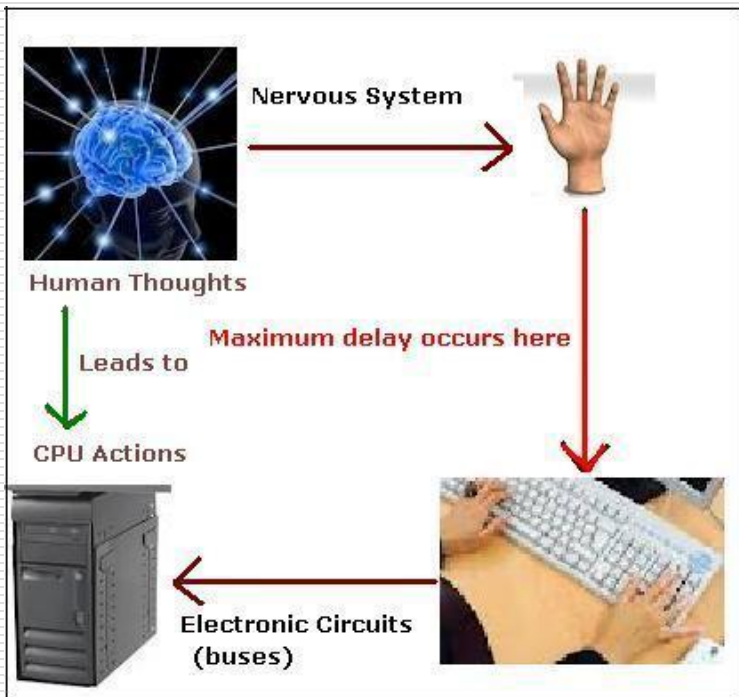 Nervous System
Human Thoughts
Maximum delay occurs here
Leads to
CPU Actions
Electronic Circuits
(buses)